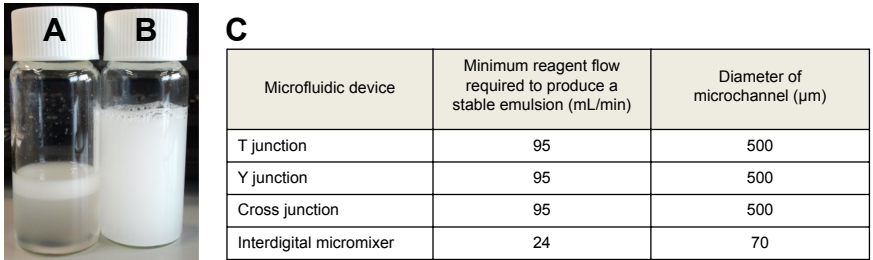 A B C
Microfluidic device
Minimum reagent flow
required to produce a
stable emulsion (mL/min)
Diameter of
microchannel (µm)
T junction 95 500
Y junction 95 500
Cross junction 95 500
Interdigital micromixer 24 70